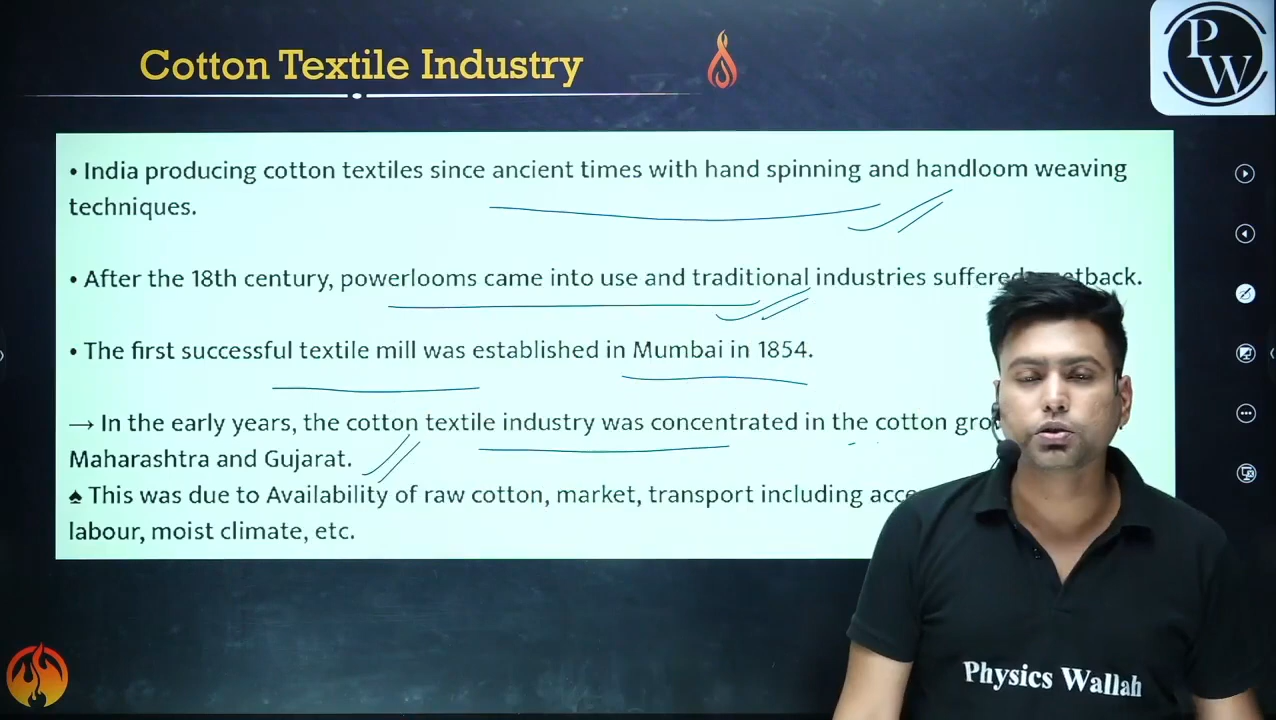 Cotton Textile Industry
PW
• India producing cotton textiles since ancient times with hand spinning and handloom weaving
techniques.
• After the 18th century, powerlooms came into use and traditional industries suffered setback.
• The first successful textile mill was established in Mumbai in 1854.
→ In the early years, the cotton textile industry was concentrated in the cotton
Maharashtra and Gujarat.
♠ This was due to Availability of raw cotton, market, transport including
labour, moist climate, etc.
Physics Wallah